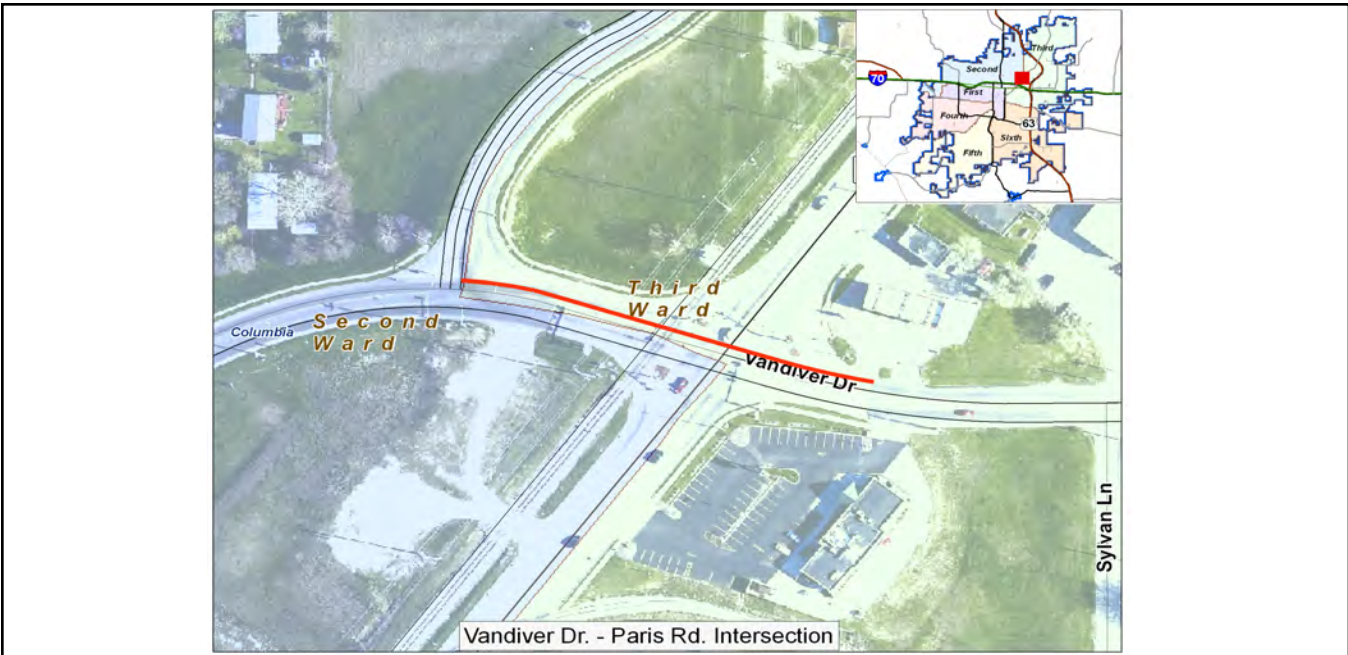 Third
Second
70
First
Fourth
63
Sixth
Fifth
Third
Ward
Second
Ward
Columbia
Vandiver Dr
Sylvan Ln
Vandiver Dr. - Paris Rd. Intersection